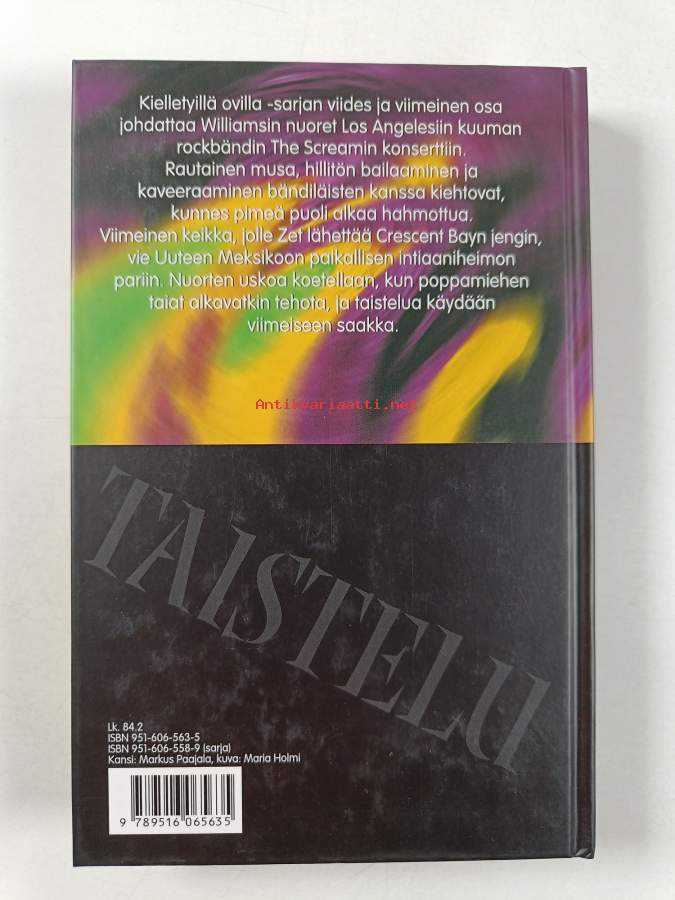 Kielletyillä ovilla -sarjan viides ja viimeinen osa
johdattaa Williamsin nuoret Los Angelesiin kuuman
rockbändin The Screamin konserttiin.
Rautainen musa, hillitön bailaaminen ja
kaveeraaminen bändiläisten kanssa kiehtovat,
kunnes pimeä puoli alkaa hahmottua.
Viimeinen keikka, jolle Zet lähettää Crescent Bayn jengin,
vie Uuteen Meksikoon paikallisen intiaaniheimon
pariin. Nuorten uskoa koetellaan, kun poppamiehen
taiat alkavatkin tehota, ja taistelua käydään
viimeiseen saakka.
Antikvariaatti.net
TAISTELU
Lk. 84.2
ISBN 951-606-563-5
ISBN 951-606-558-9 (sarja)
Kansi: Markus Paajala, kuva: Maria Holmi
9 789516 065635